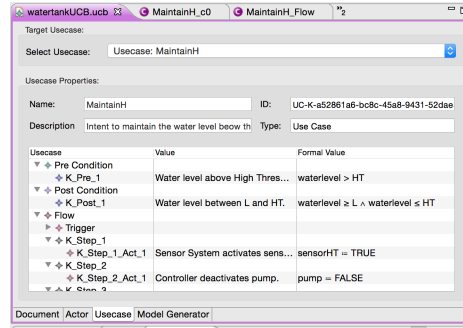 watertankUCB.ucb MaintainH_c0 MaintainH_Flow »2
Target Usecase:
Select Usecase: Usecase: MaintainH
Usecase Properties:
Name: MaintainH ID: UC-K-a52861a6-bc8c-45a8-9431-52dae
Description Intent to maintain the water level beow th Type: Use Case
Usecase Value Formal Value
Pre Condition
K_Pre_1 Water level above High Thres... waterlevel > HT
Post Condition
K_Post_1 Water level between L and HT. waterlevel ≥ L ∧ waterlevel ≤ HT
Flow
Trigger
K_Step_1
K_Step_1_Act_1 Sensor System activates sens... sensorHT ≔ TRUE
K_Step_2
K_Step_2_Act_1 Controller deactivates pump. pump ≔ FALSE
K_Step_3
Document Actor Usecase Model Generator